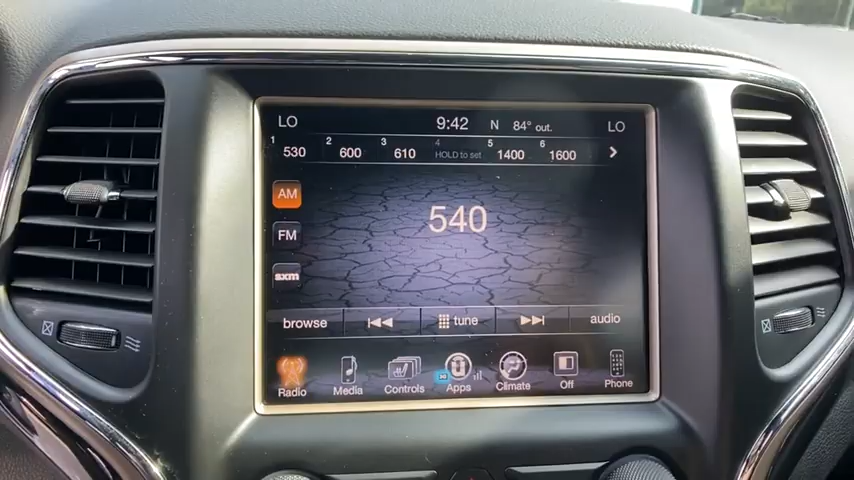 LO 9:42 N 84° out. LO
1 530 2 600 3 610 4 HOLD to set 5 1400 6 1600
AM
540
FM
sxm
browse tune audio
Radio Media Controls Apps Climate Off Phone